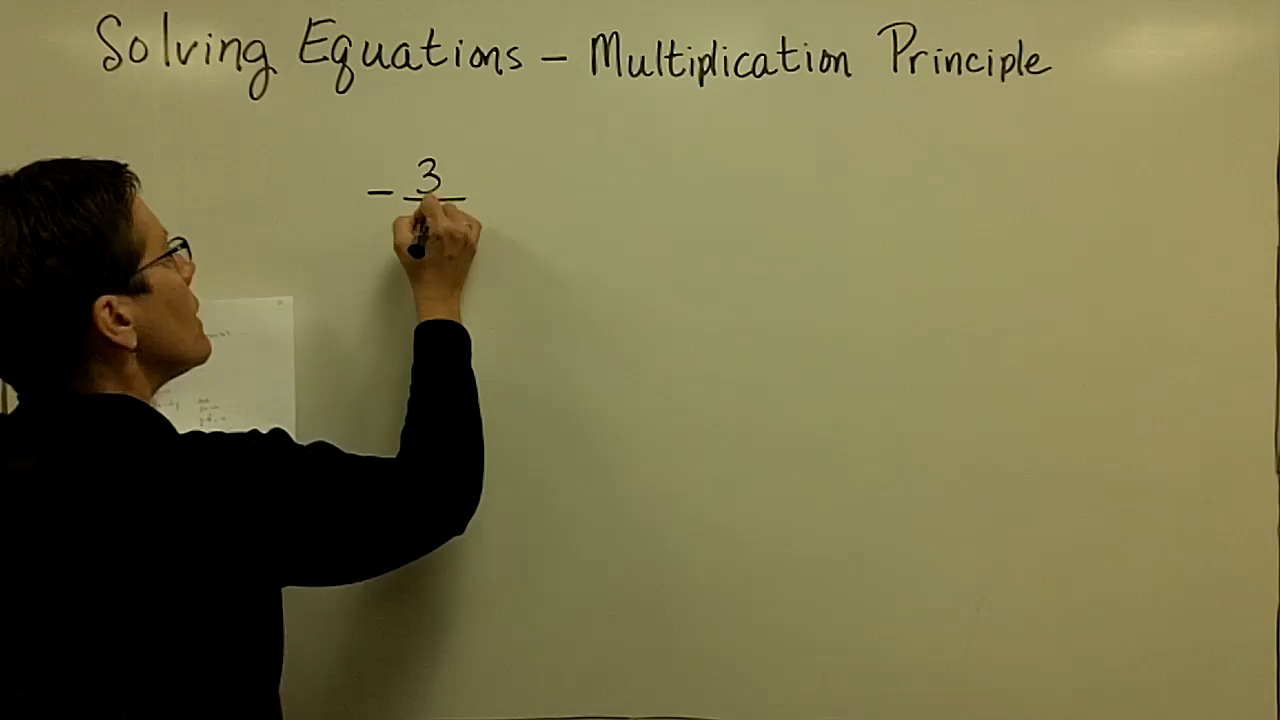 Solving Equations – Multiplication Principle
– 3